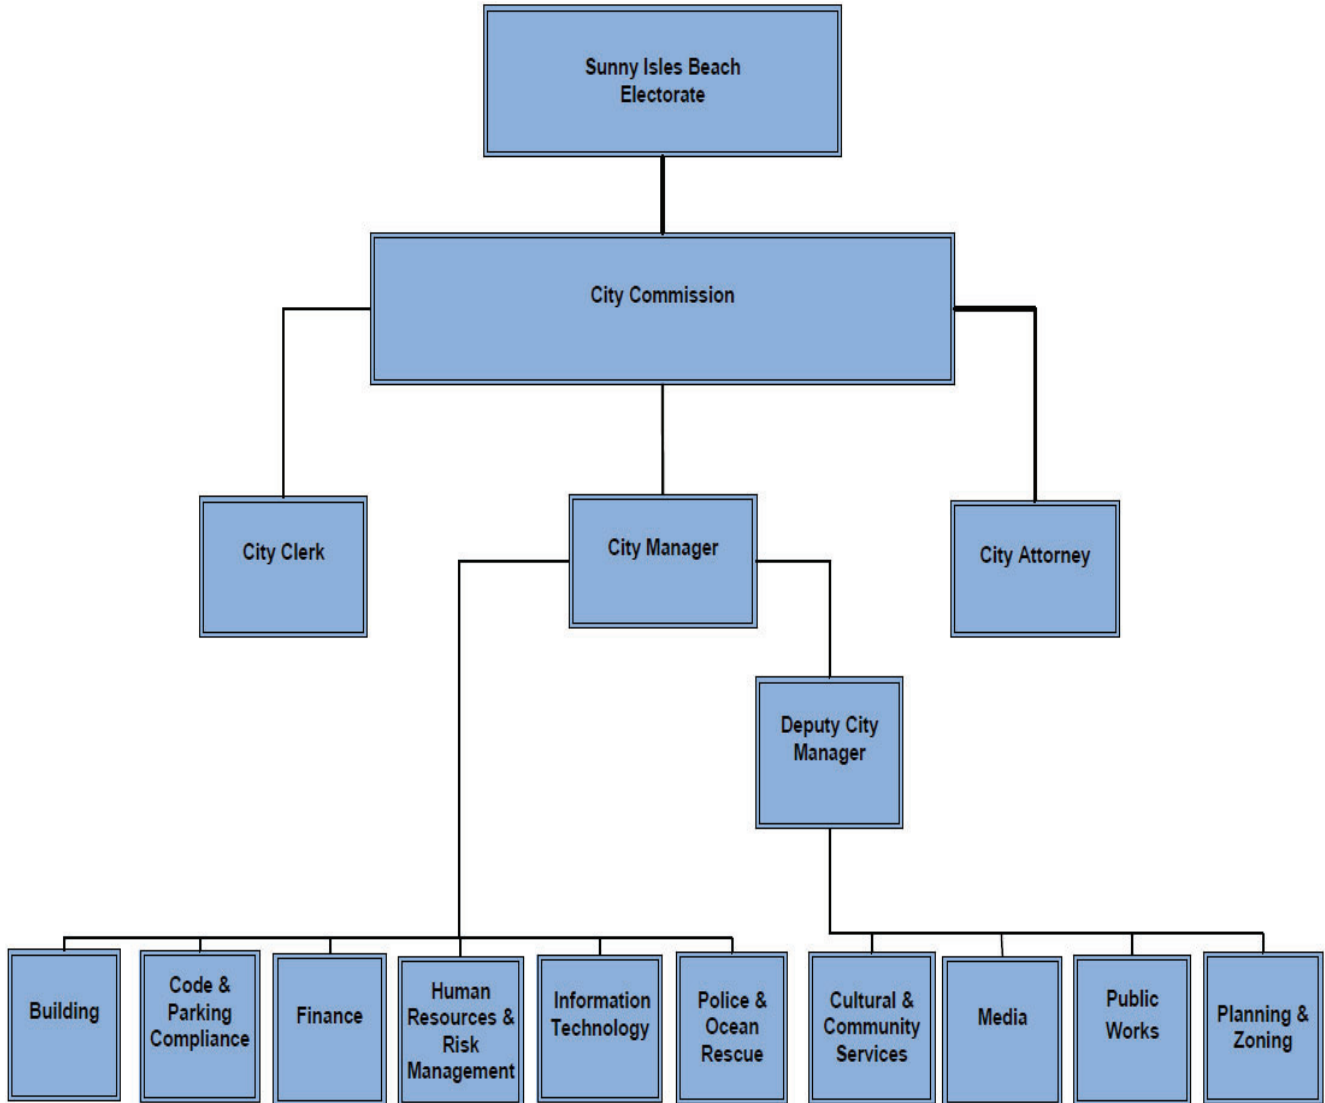 Sunny Isles Beach
Electorate
City Commission
City Clerk
City Manager
City Attorney
Deputy City
Manager
Building
Code &
Parking
Compliance
Finance
Human
Resources &
Risk
Management
Information
Technology
Police &
Ocean
Rescue
Cultural &
Community
Services
Media
Public
Works
Planning &
Zoning